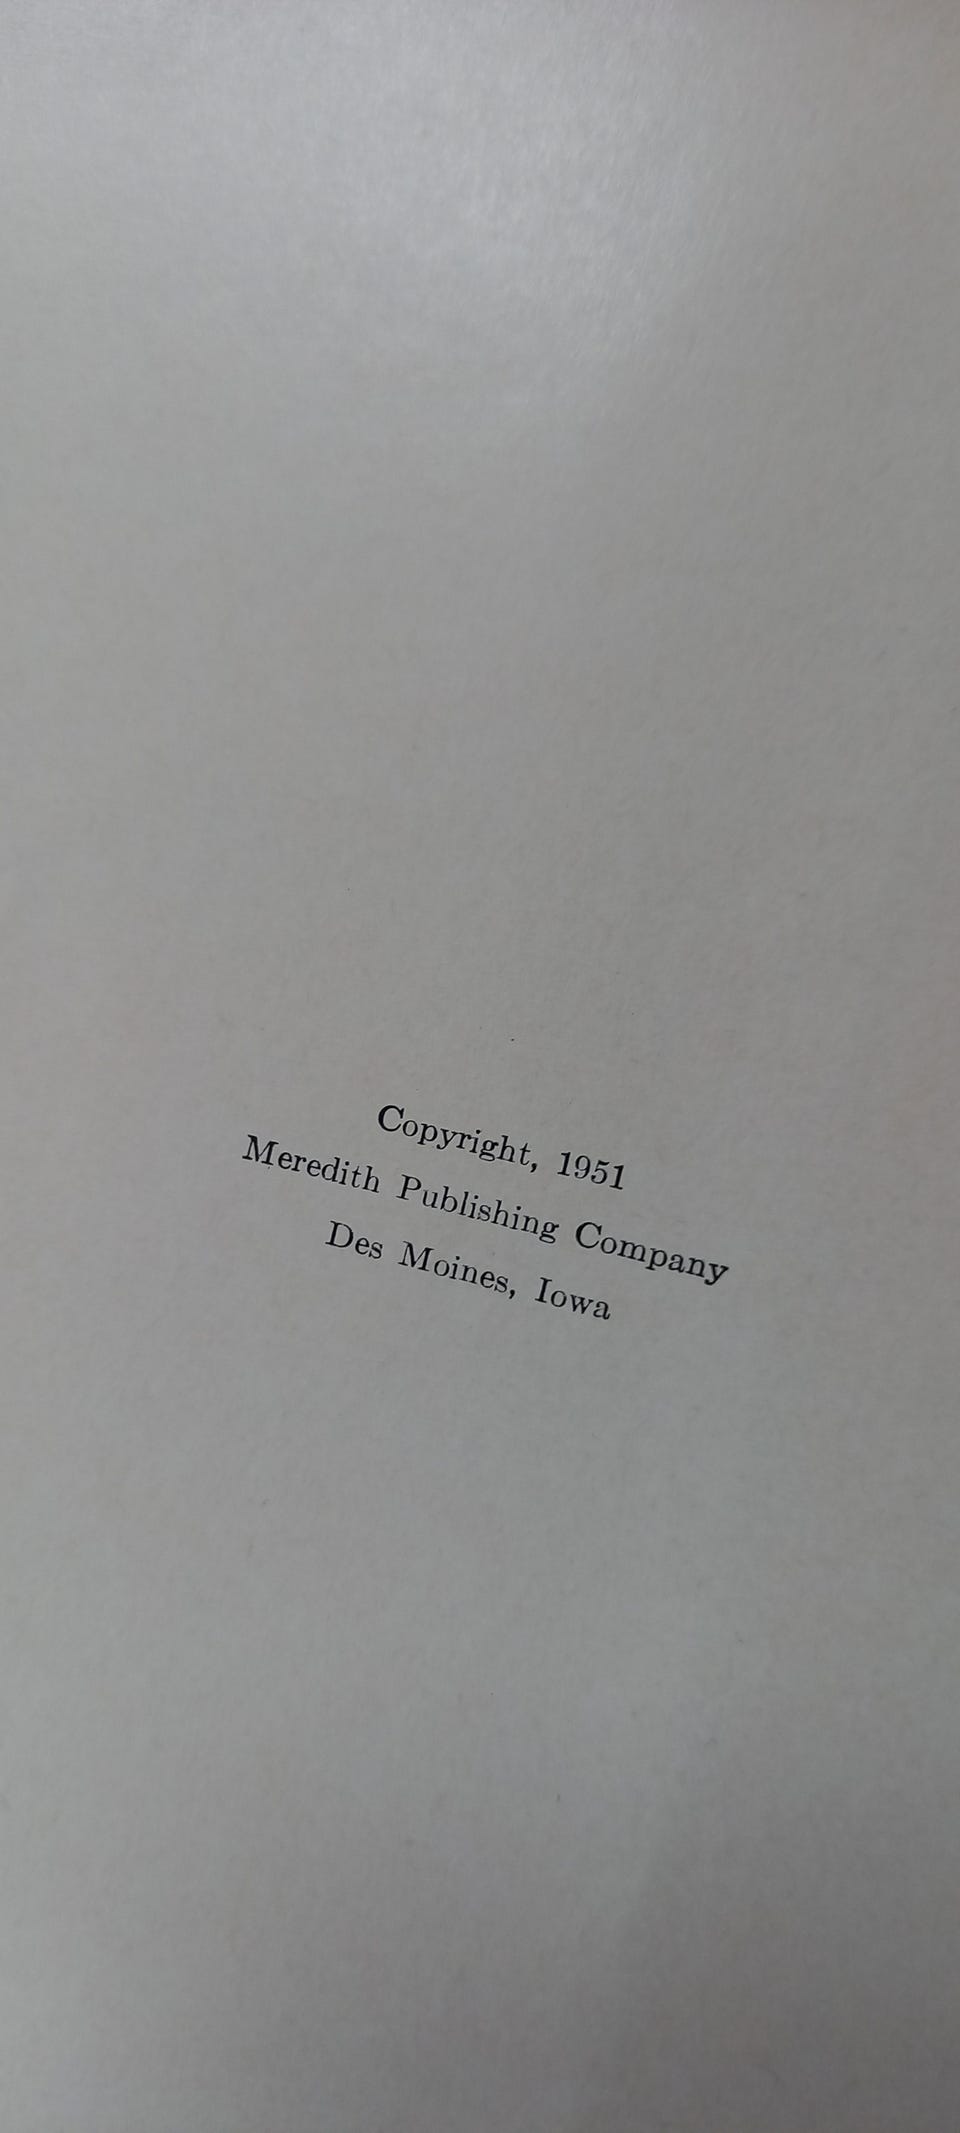 Copyright, 1951
Meredith Publishing Company
Des Moines, Iowa